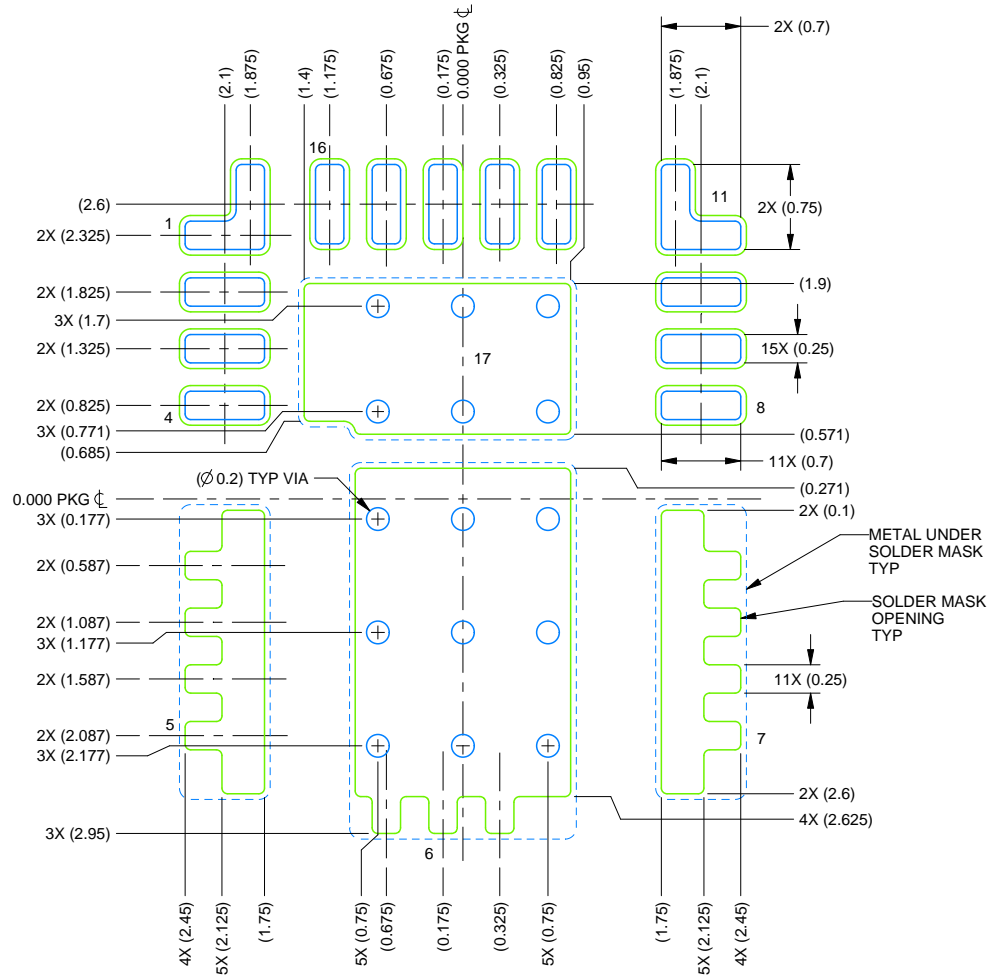 0.000 PKG ℄
2X (0.7)
(2.1)
(1.875)
(1.4)
(1.175)
(0.675)
(0.175)
(0.325)
(0.825)
(0.95)
(1.875)
(2.1)
16
11
(2.6)
2X (0.75)
1
2X (2.325)
2X (1.825)
(1.9)
3X (1.7)
2X (1.325)
17
15X (0.25)
2X (0.825)
4
8
3X (0.771)
(0.685)
(0.571)
11X (0.7)
(Ø 0.2) TYP VIA
(0.271)
0.000 PKG ℄
3X (0.177)
2X (0.1)
METAL UNDER
SOLDER MASK
TYP
2X (0.587)
SOLDER MASK
OPENING
TYP
2X (1.087)
3X (1.177)
2X (1.587)
11X (0.25)
5
7
2X (2.087)
3X (2.177)
2X (2.6)
4X (2.625)
3X (2.95)
6
4X (2.45)
5X (2.125)
(1.75)
5X (0.75)
(0.675)
(0.175)
(0.325)
5X (0.75)
(1.75)
5X (2.125)
4X (2.45)